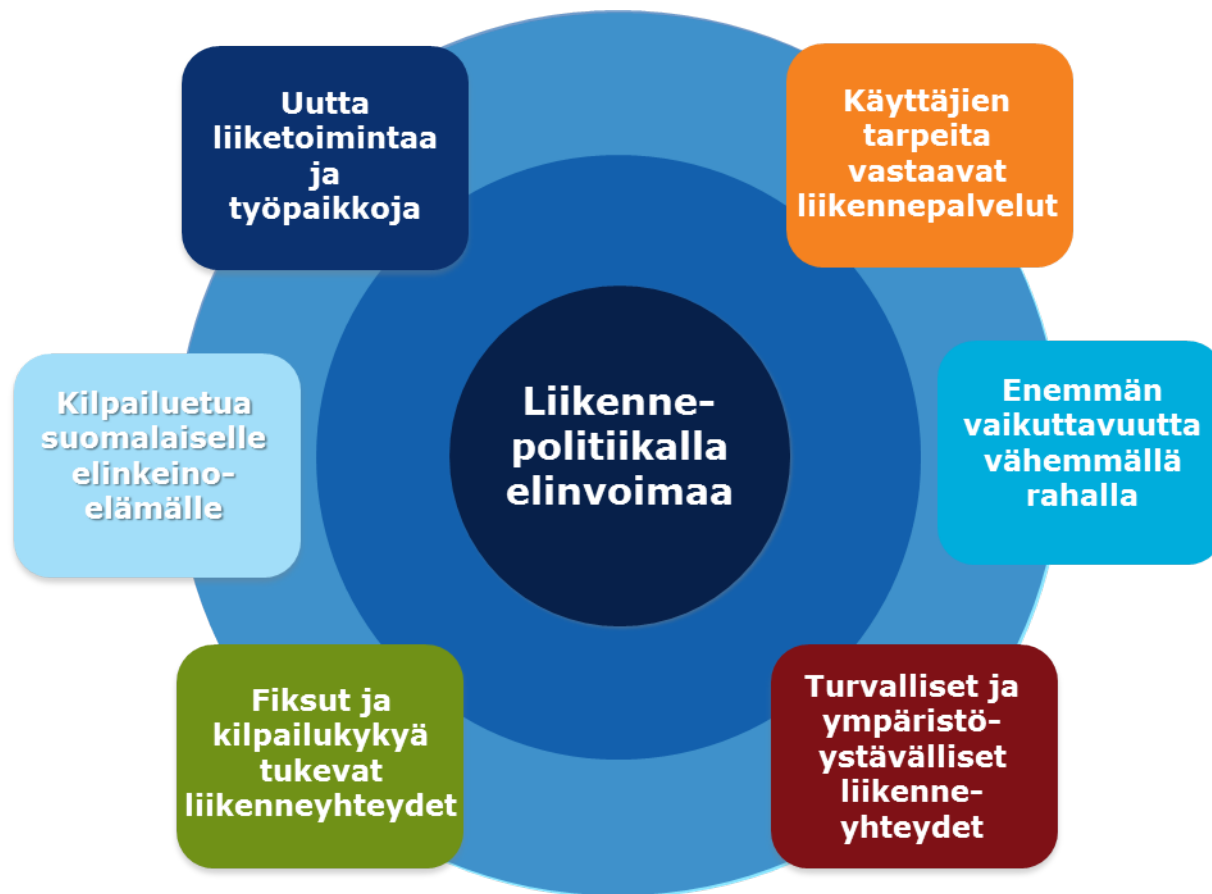 Uutta
liiketoimintaa
ja
työpaikkoja
Käyttäjien
tarpeita
vastaavat
liikennepalvelut
Kilpailuetua
suomalaiselle
elinkeino-
elämälle
Liikenne-
politiikalla
elinvoimaa
Enemmän
vaikuttavuutta
vähemmällä
rahalla
Fiksut ja
kilpailukykyä
tukevat
liikenneyhteydet
Turvalliset ja
ympäristö-
ystävälliset
liikenne-
yhteydet